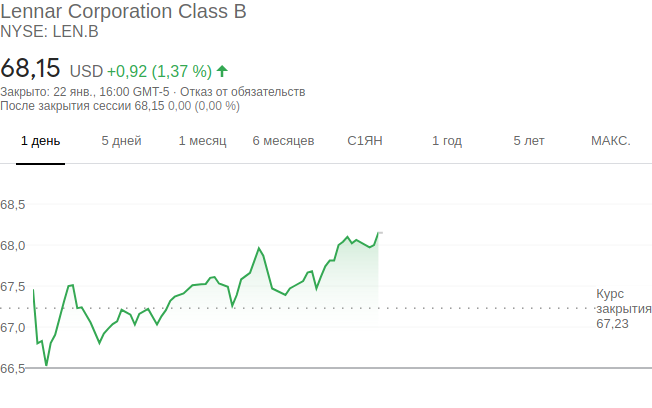 Lennar Corporation Class B
NYSE: LEN.B
68,15 USD +0,92 (1,37 %)
Закрыто: 22 янв., 16:00 GMT-5 · Отказ от обязательств
После закрытия сессии 68,15 0,00 (0,00 %)
1 день 5 дней 1 месяц 6 месяцев С1ЯН 1 год 5 лет МАКС.
68,5
68,0
67,5
Курс
закрытия
67,23
67,0
66,5